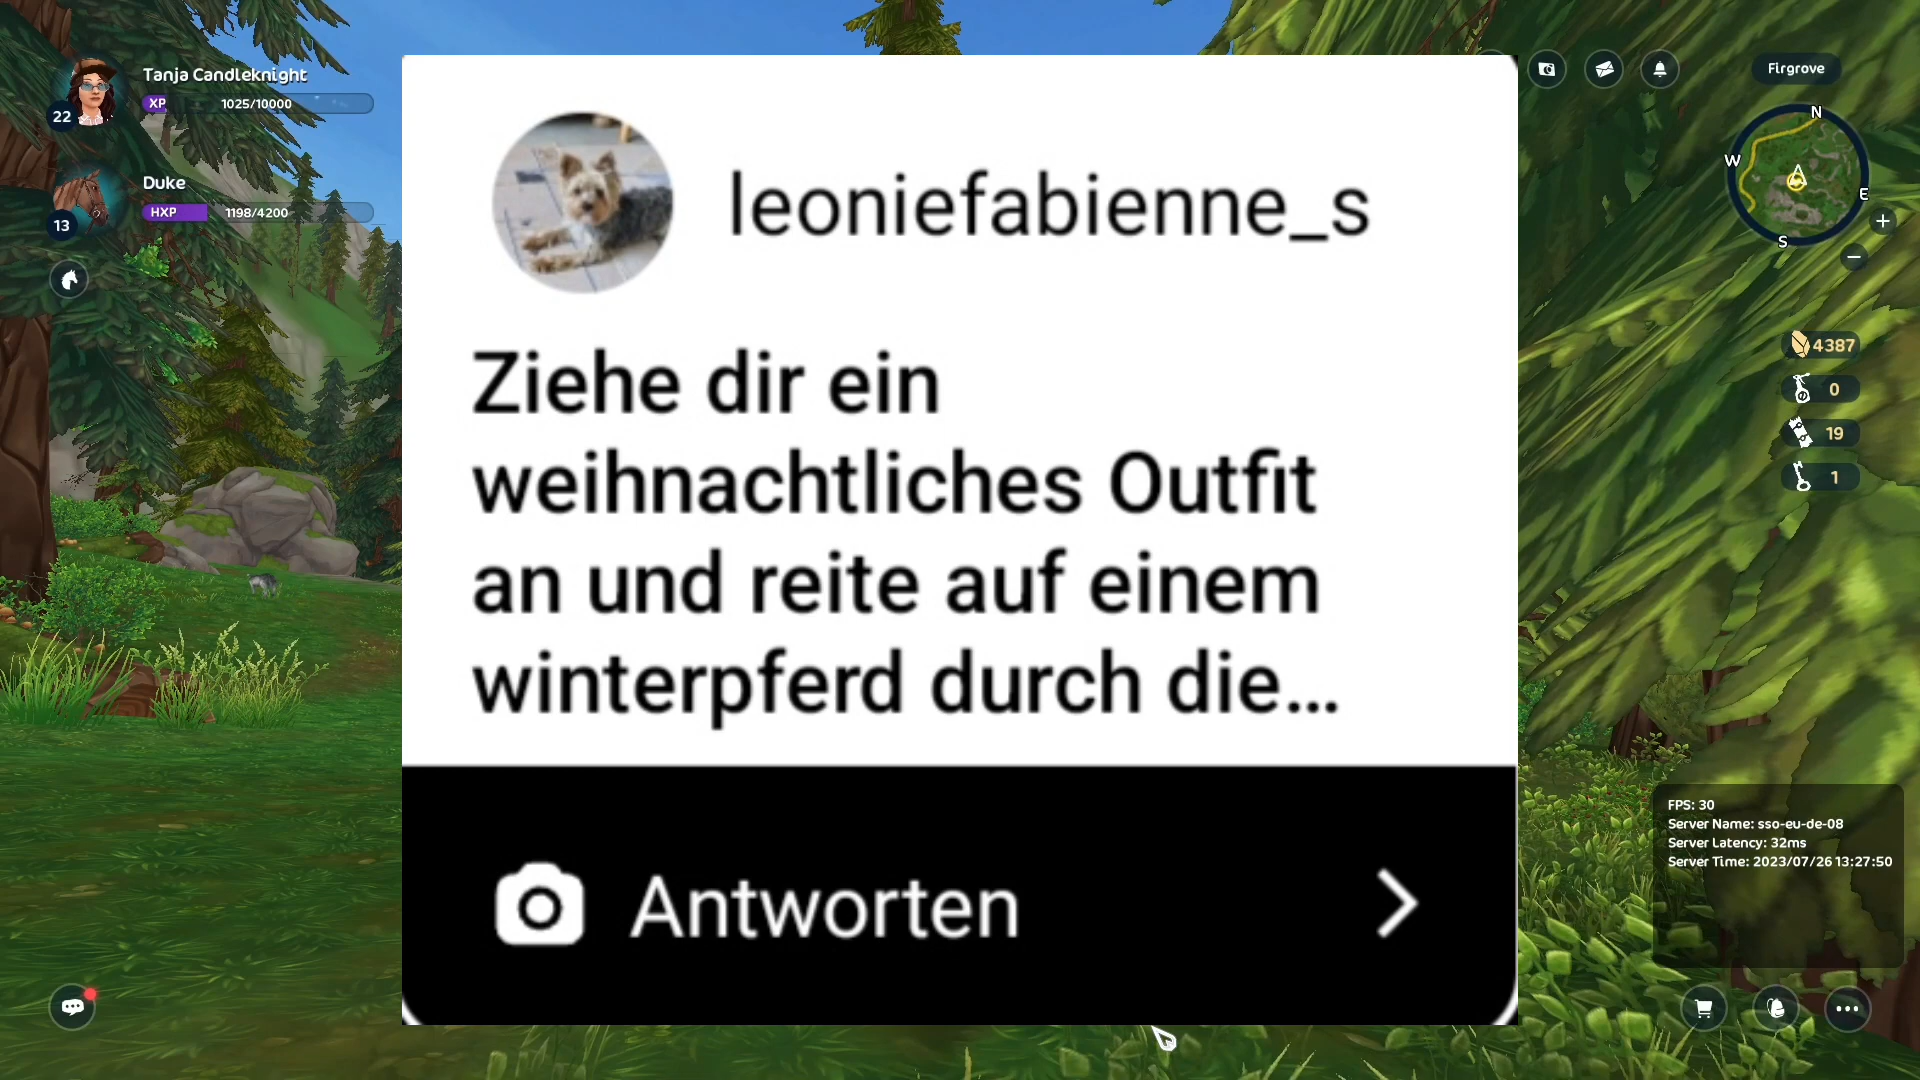 Tanja Candleknight
XP 1025/10000
22
Duke
HXP 1198/4200
13
leoniefabienne_s
Ziehe dir ein
weihnachtliches Outfit
an und reite auf einem
winterpferd durch die...
Antworten
Firgrove
N
W
E
S
4387
0
19
1
FPS: 30
Server Name: sso-eu-de-08
Server Latency: 32ms
Server Time: 2023/07/26 13:27:50